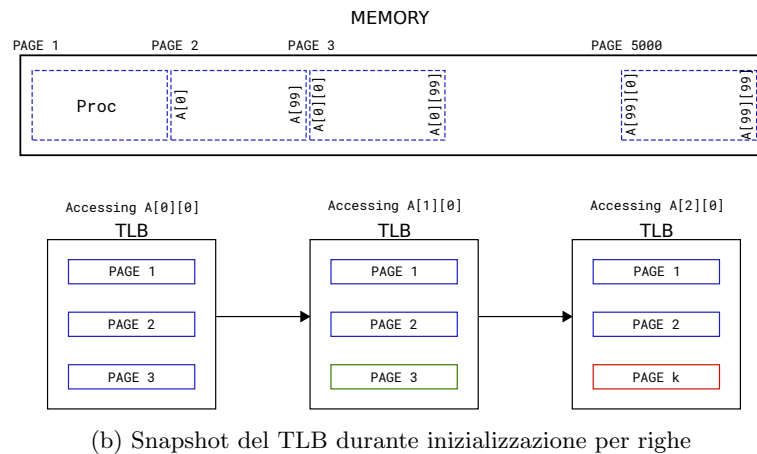 MEMORY
PAGE 1 PAGE 2 PAGE 3 PAGE 5000
Proc A[0] A[99] A[0][0] A[0][99] A[99][0] A[99][99]
Accessing A[0][0] Accessing A[1][0] Accessing A[2][0]
TLB TLB TLB
PAGE 1 PAGE 1 PAGE 1
PAGE 2 PAGE 2 PAGE 2
PAGE 3 PAGE 3 PAGE k
(b) Snapshot del TLB durante inizializzazione per righe